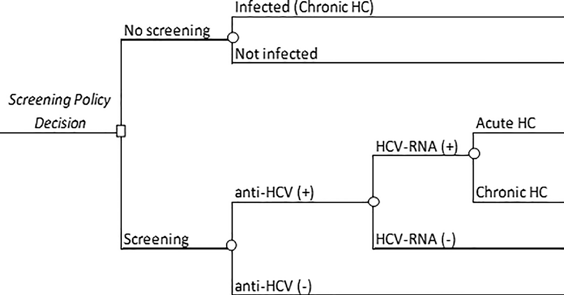 Infected (Chronic HC)
No screening
Not infected
Screening Policy
Decision
Acute HC
HCV-RNA (+)
anti-HCV (+)
Chronic HC
Screening
HCV-RNA (-)
anti-HCV (-)